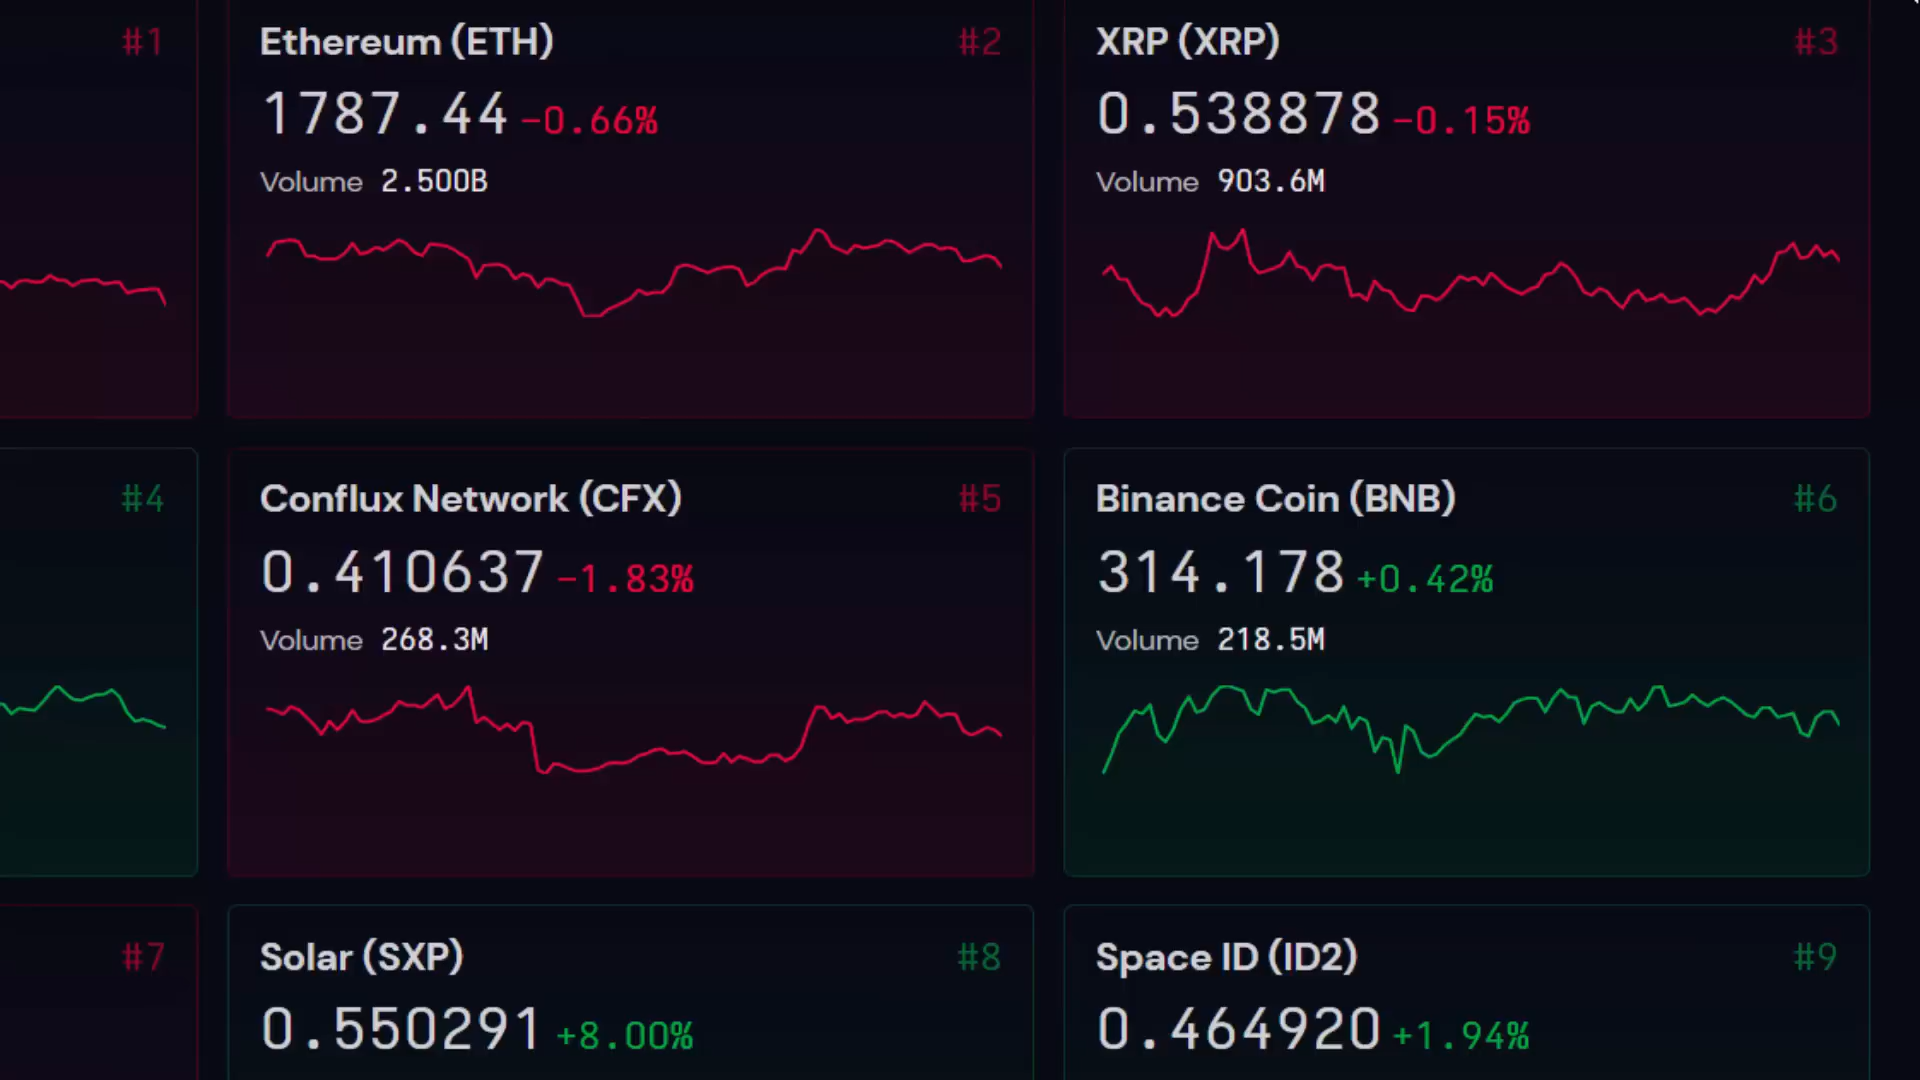 #1
Ethereum (ETH) #2
1787.44 -0.66%
Volume 2.500B
XRP (XRP) #3
0.538878 -0.15%
Volume 903.6M
#4
Conflux Network (CFX) #5
0.410637 -1.83%
Volume 268.3M
Binance Coin (BNB) #6
314.178 +0.42%
Volume 218.5M
#7
Solar (SXP) #8
0.550291 +8.00%
Space ID (ID2) #9
0.464920 +1.94%